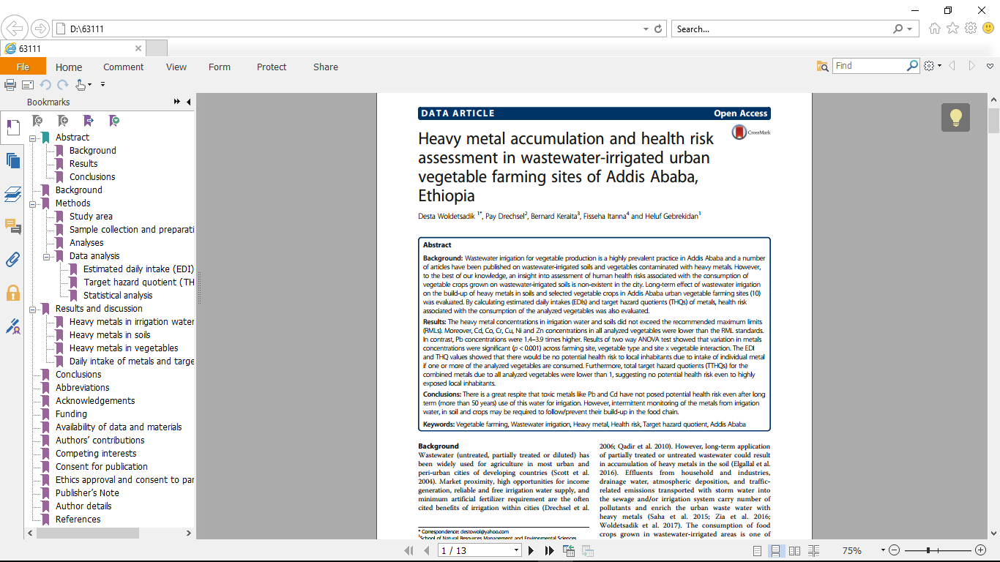 D:\63111
Search...
63111
File
Home
Comment
View
Form
Protect
Share
Find
Bookmarks
Abstract
Background
Results
Conclusions
Background
Methods
Study area
Sample collection and preparati
Analyses
Data analysis
Estimated daily intake (EDI)
Target hazard quotient (TH
Statistical analysis
Results and discussion
Heavy metals in irrigation water
Heavy metals in soils
Heavy metals in vegetables
Daily intake of metals and targe
Conclusions
Abbreviations
Acknowledgements
Funding
Availability of data and materials
Authors' contributions
Competing interests
Consent for publication
Ethics approval and consent to par
Publisher's Note
Author details
References
DATA ARTICLE
Open Access
CrossMark
Heavy metal accumulation and health risk
assessment in wastewater-irrigated urban
vegetable farming sites of Addis Ababa,
Ethiopia
Desta Woldetsadik 1*, Pay Drechsel2, Bernard Keraita3, Fisseha Itanna4 and Heluf Gebrekidan1
Abstract
Background: Wastewater irrigation for vegetable production is a highly prevalent practice in Addis Ababa and a number
of articles have been published on wastewater-irrigated soils and vegetables contaminated with heavy metals. However,
to the best of our knowledge, an insight into assessment of human health risks associated with the consumption of
vegetable crops grown on wastewater-irrigated soils is non-existent in the city. Long-term effect of wastewater irrigation
on the build-up of heavy metals in soils and selected vegetable crops in Addis Ababa urban vegetable farming sites (10)
was evaluated. By calculating estimated daily intakes (EDIs) and target hazard quotients (THQs) of metals, health risk
associated with the consumption of the analyzed vegetables was also evaluated.
Results: The heavy metal concentrations in irrigation water and soils did not exceed the recommended maximum limits
(RMLs). Moreover, Cd, Co, Cr, Cu, Ni and Zn concentrations in all analyzed vegetables were lower than the RML standards.
In contrast, Pb concentrations were 1.4–3.9 times higher. Results of two way ANOVA test showed that variation in metals
concentrations were significant (p < 0.001) across farming site, vegetable type and site x vegetable interaction. The EDI
and THQ values showed that there would be no potential health risk to local inhabitants due to intake of individual metal
if one or more of the analyzed vegetables are consumed. Furthermore, total target hazard quotients (TTHQs) for the
combined metals due to all analyzed vegetables were lower than 1, suggesting no potential health risk even to highly
exposed local inhabitants.
Conclusions: There is a great respite that toxic metals like Pb and Cd have not posed potential health risk even after long
term (more than 50 years) use of this water for irrigation. However, intermittent monitoring of the metals from irrigation
water, in soil and crops may be required to follow/prevent their build-up in the food chain.
Keywords: Vegetable farming, Wastewater irrigation, Heavy metal, Health risk, Target hazard quotient, Addis Ababa
Background
Wastewater (untreated, partially treated or diluted) has
been widely used for agriculture in most urban and
peri-urban cities of developing countries (Scott et al.
2004). Market proximity, high opportunities for income
generation, reliable and free irrigation water supply, and
minimum artificial fertilizer requirement are the often
cited benefits of irrigation within cities (Drechsel et al.
* Correspondence: destowol@yahoo.com
1School of Natural Resources Management and Environmental Sciences,
2006; Qadir et al. 2010). However, long-term application
of partially treated or untreated wastewater could result
in accumulation of heavy metals in the soil (Elgallal et al.
2016). Effluents from household and industries,
drainage water, atmospheric deposition, and traffic-
related emissions transported with storm water into
the sewage and/or irrigation system carry number of
pollutants and enrich the urban waste water with
heavy metals (Saha et al. 2015; Zia et al. 2016;
Woldetsadik et al. 2017). The consumption of food
crops grown in wastewater-irrigated areas is one of
1 / 13
75%